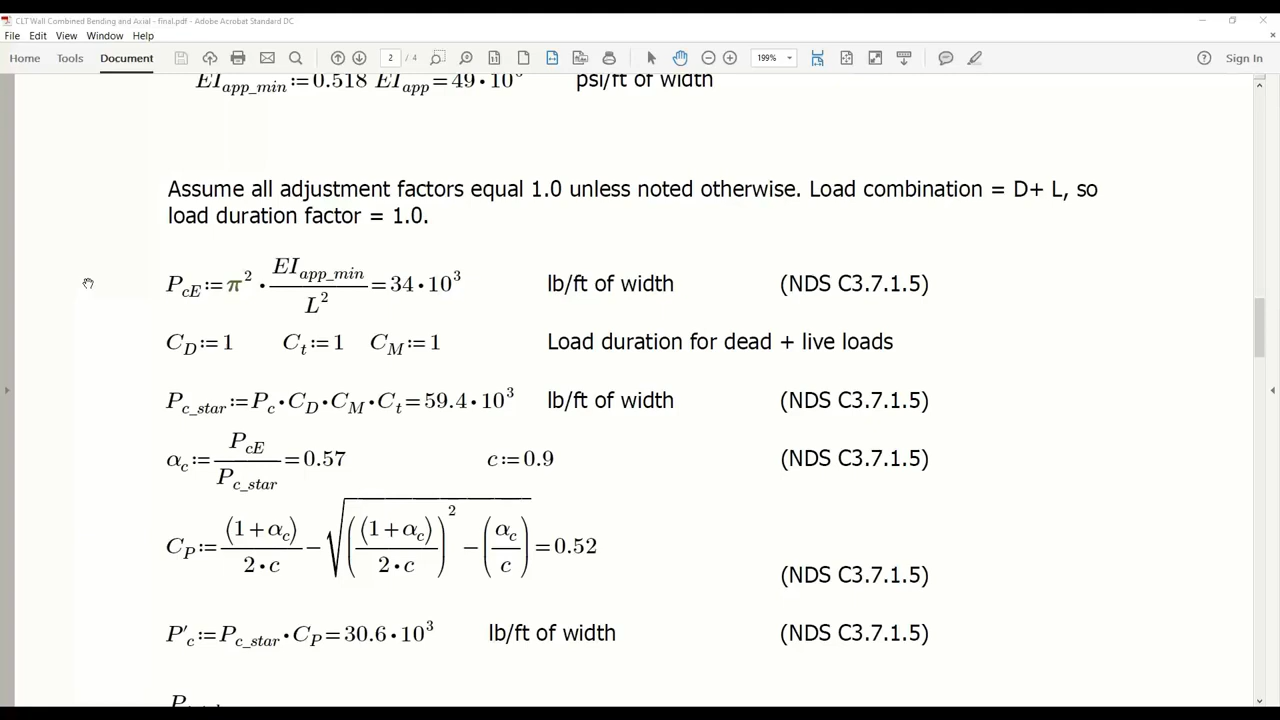 CLT Wall Combined Bending and Axial - final.pdf - Adobe Acrobat Standard DC
File Edit View Window Help
Home Tools Document 2 / 4 199% Sign In
EI_app_min := 0.518 EI_app = 49 • 10^6 psi/ft of width
Assume all adjustment factors equal 1.0 unless noted otherwise. Load combination = D+ L, so
load duration factor = 1.0.
P_cE := π^2 • EI_app_min / L^2 = 34 • 10^3 lb/ft of width (NDS C3.7.1.5)
C_D := 1 C_t := 1 C_M := 1 Load duration for dead + live loads
P_c_star := P_c • C_D • C_M • C_t = 59.4 • 10^3 lb/ft of width (NDS C3.7.1.5)
α_c := P_cE / P_c_star = 0.57 c := 0.9 (NDS C3.7.1.5)
C_P := (1 + α_c) / 2 • c − √(((1 + α_c) / 2 • c)^2 − (α_c / c)) = 0.52
(NDS C3.7.1.5)
P'_c := P_c_star • C_P = 30.6 • 10^3 lb/ft of width (NDS C3.7.1.5)